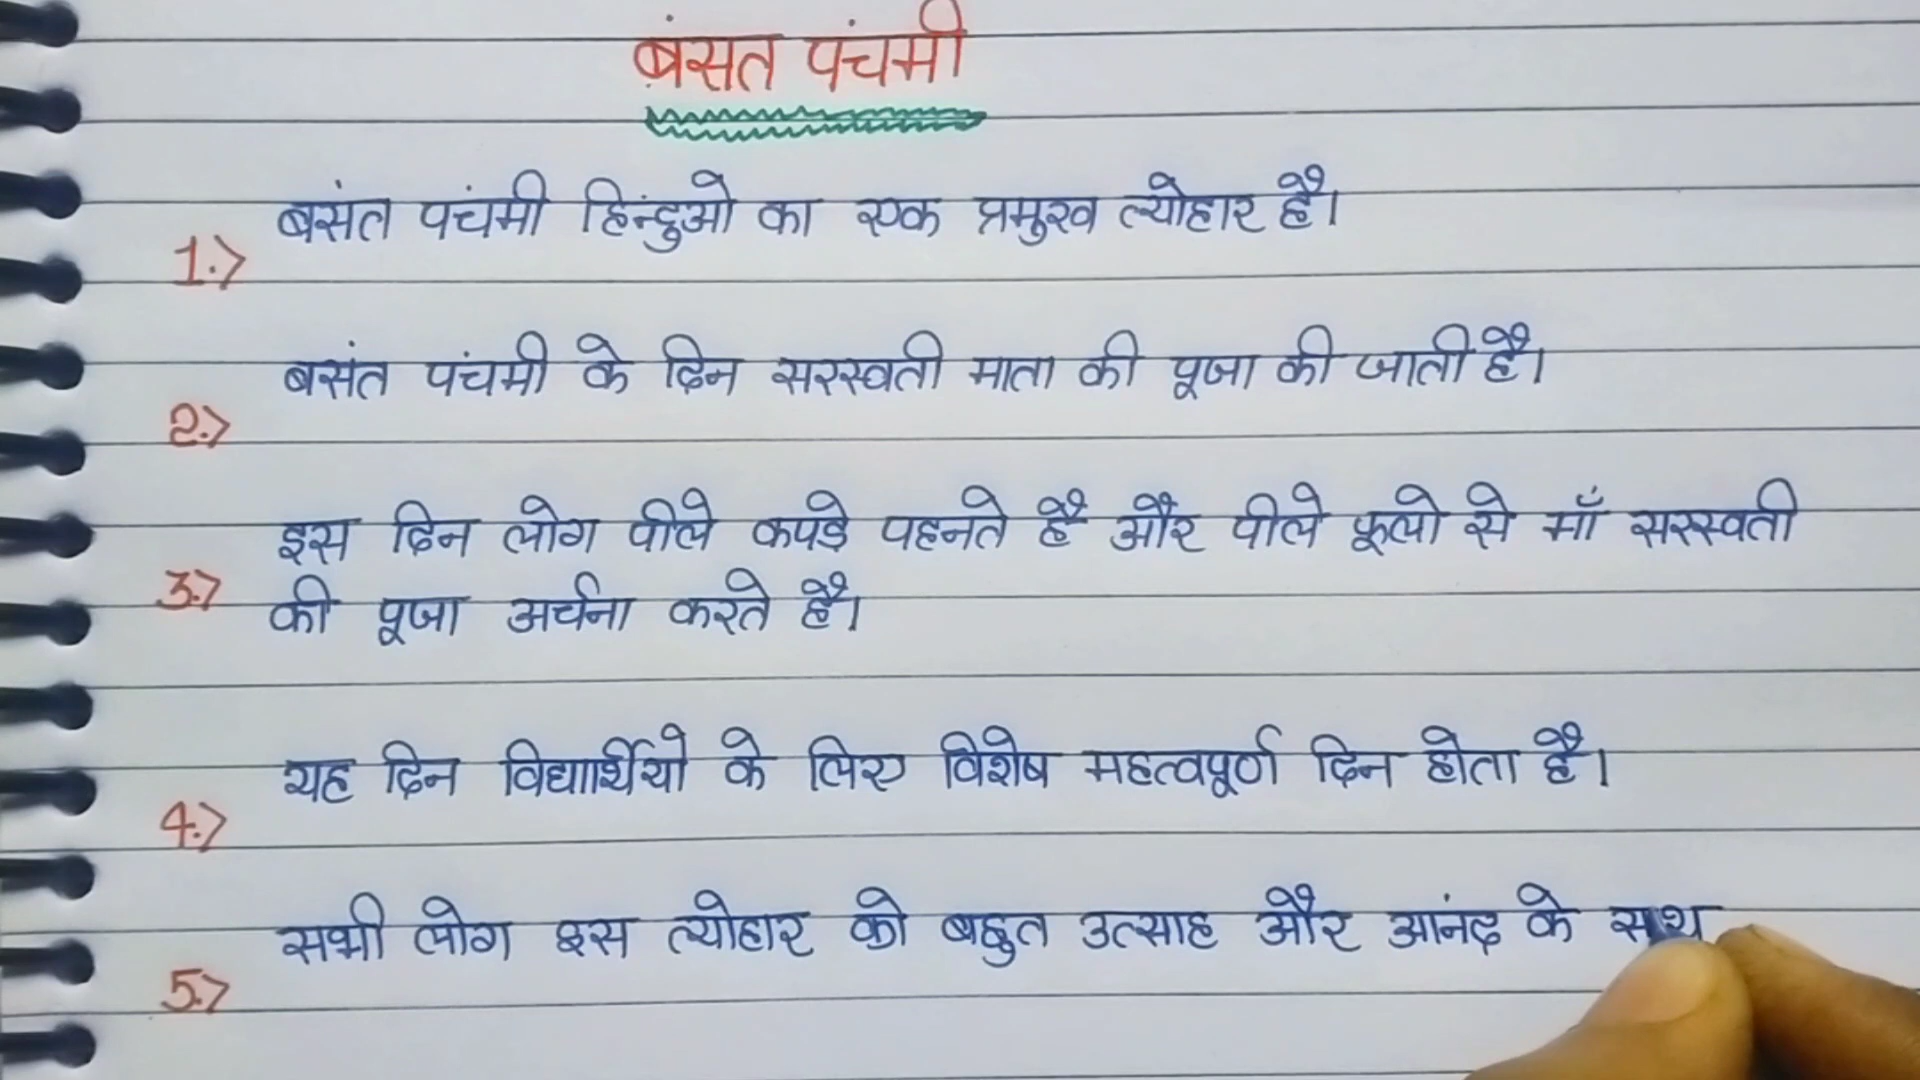 बंसत पंचमी
1.> बसंत पंचमी हिन्दुओ का एक प्रमुख त्योहार है।
2.> बसंत पंचमी के दिन सरस्वती माता की पूजा की जाती है।
3.> इस दिन लोग पीले कपडे पहनते है और पीले फूलो से माँ सरस्वती
की पूजा अर्चना करते है।
4.> यह दिन विद्यार्थियो के लिए विशेष महत्वपूर्ण दिन होता है।
5.> सभी लोग इस त्योहार को बहुत उत्साह और आनंद के साथ